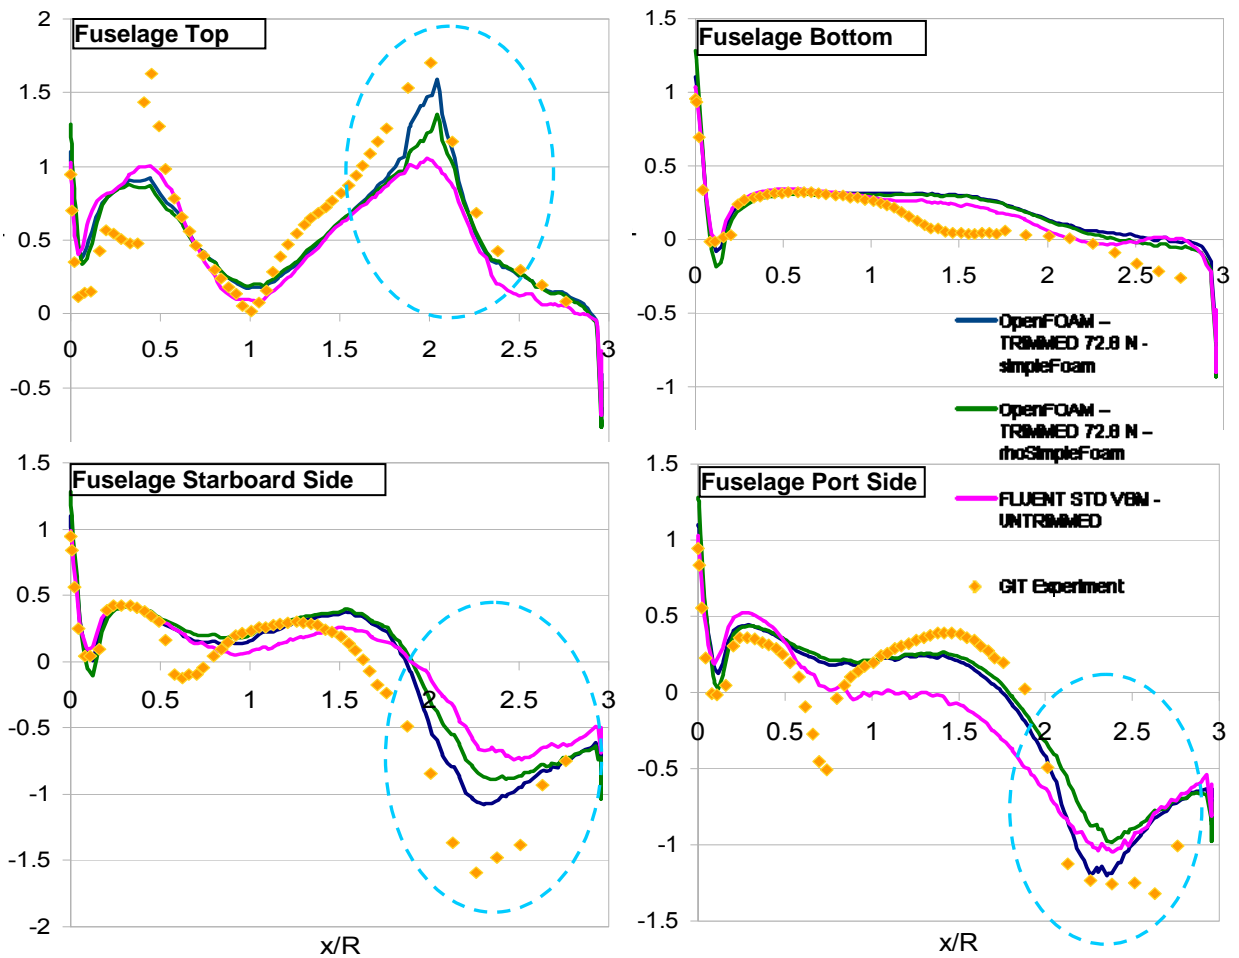 Fuselage Top
2
1.5
1
0.5
0
-0.5
0 0.5 1 1.5 2 2.5 3
Fuselage Bottom
1.5
1
0.5
0
-0.5
-1
0 0.5 1 1.5 2 2.5 3
OpenFOAM –
TRIMMED 72.8 N -
simpleFoam
OpenFOAM –
TRIMMED 72.8 N –
rhoSimpleFoam
FLUENT STD VBM -
UNTRIMMED
GIT Experiment
Fuselage Starboard Side
1.5
1
0.5
0
-0.5
-1
-1.5
-2
0 0.5 1 1.5 2 2.5 3
x/R
Fuselage Port Side
1.5
1
0.5
0
-0.5
-1
-1.5
0 0.5 1 1.5 2 2.5 3
x/R